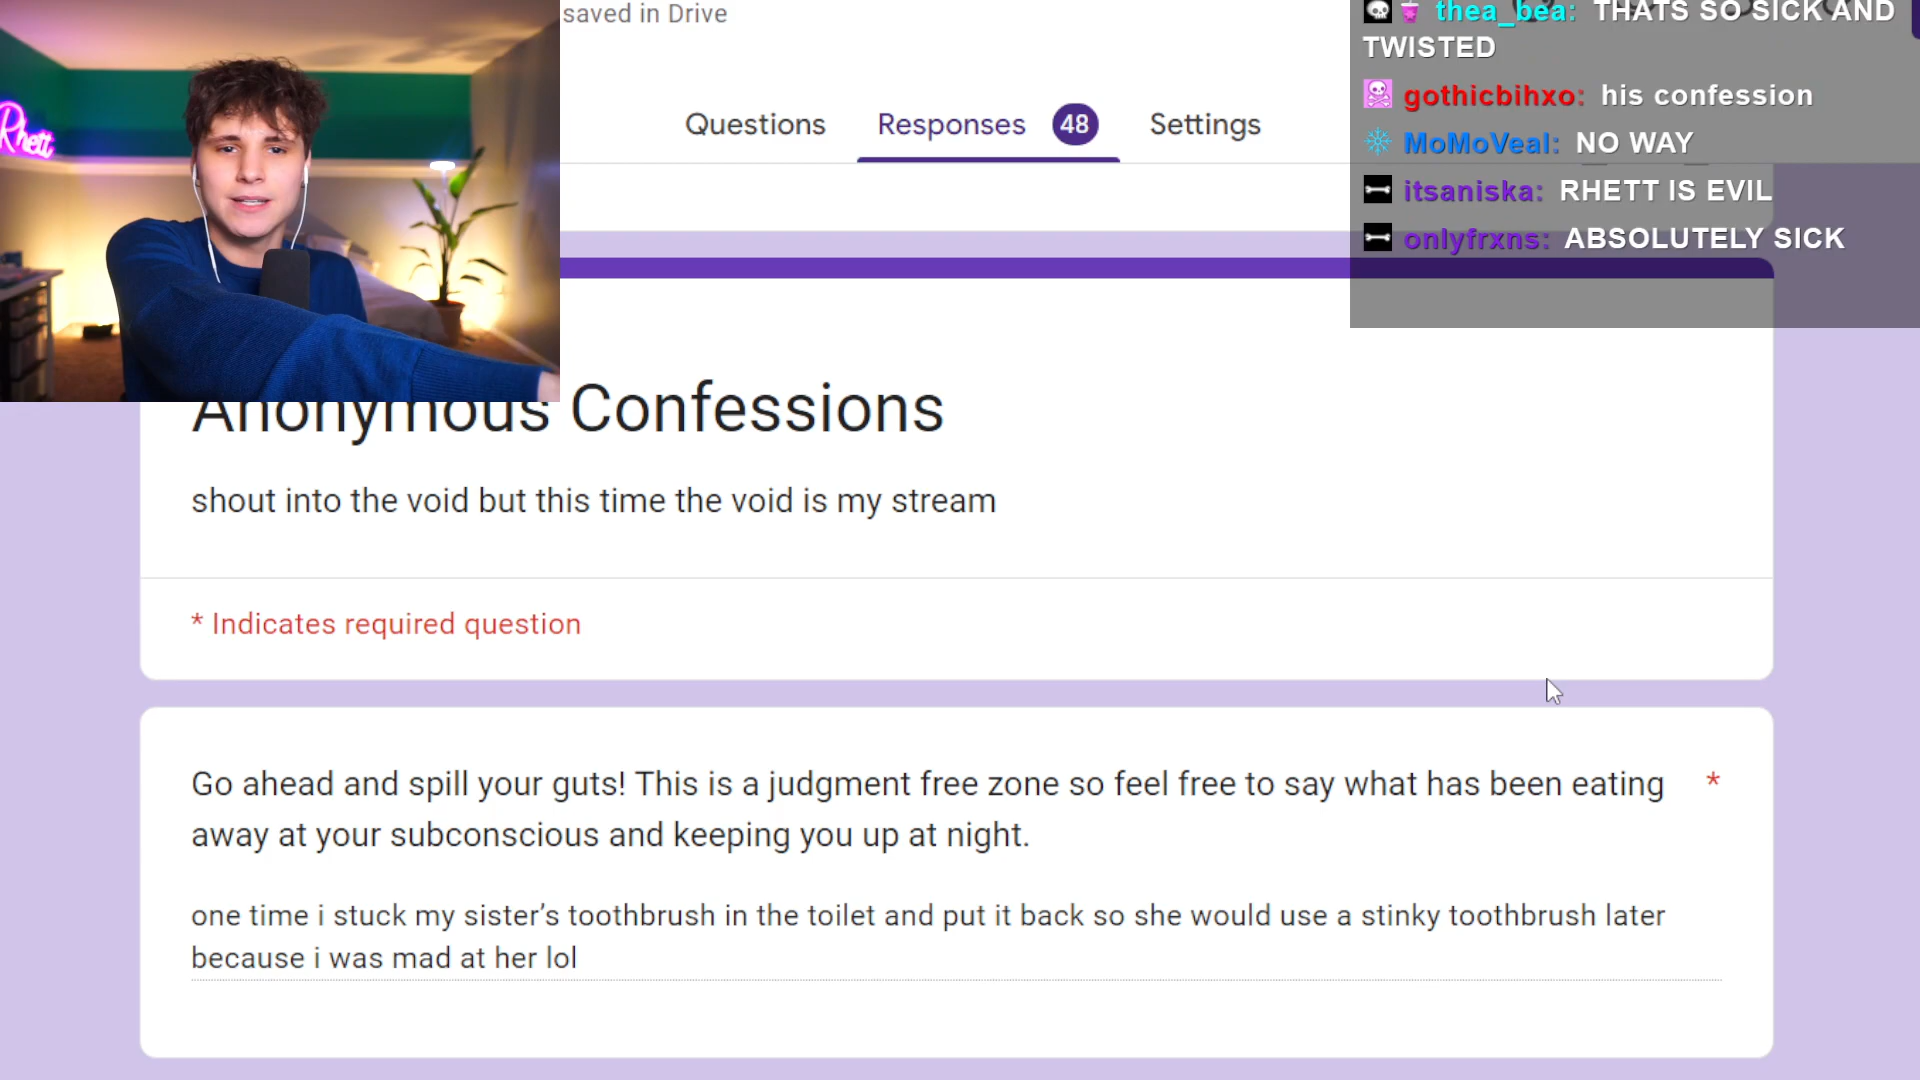 saved in Drive
Rhett
Questions
Responses
48
Settings
thea_bea: THATS SO SICK AND
TWISTED
gothicbihxo: his confession
MoMoVeal: NO WAY
itsaniska: RHETT IS EVIL
onlyfrxns: ABSOLUTELY SICK
Anonymous Confessions
shout into the void but this time the void is my stream
* Indicates required question
Go ahead and spill your guts! This is a judgment free zone so feel free to say what has been eating *
away at your subconscious and keeping you up at night.
one time i stuck my sister’s toothbrush in the toilet and put it back so she would use a stinky toothbrush later
because i was mad at her lol